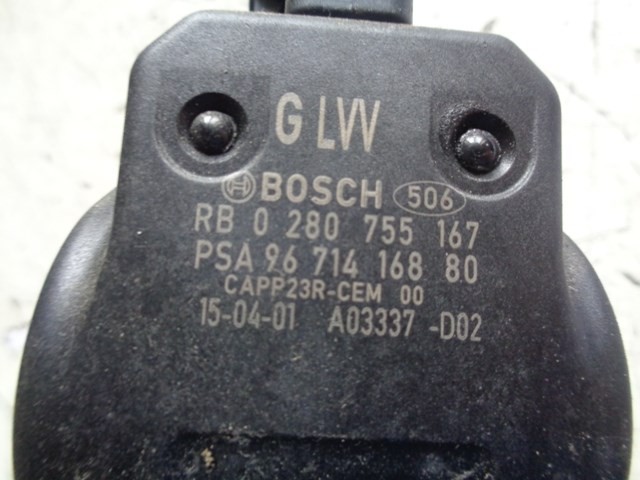 G LVV
BOSCH 506
RB 0 280 755 167
PSA 96 714 168 80
CAPP23R-CEM 00
15-04-01 A03337 -D02